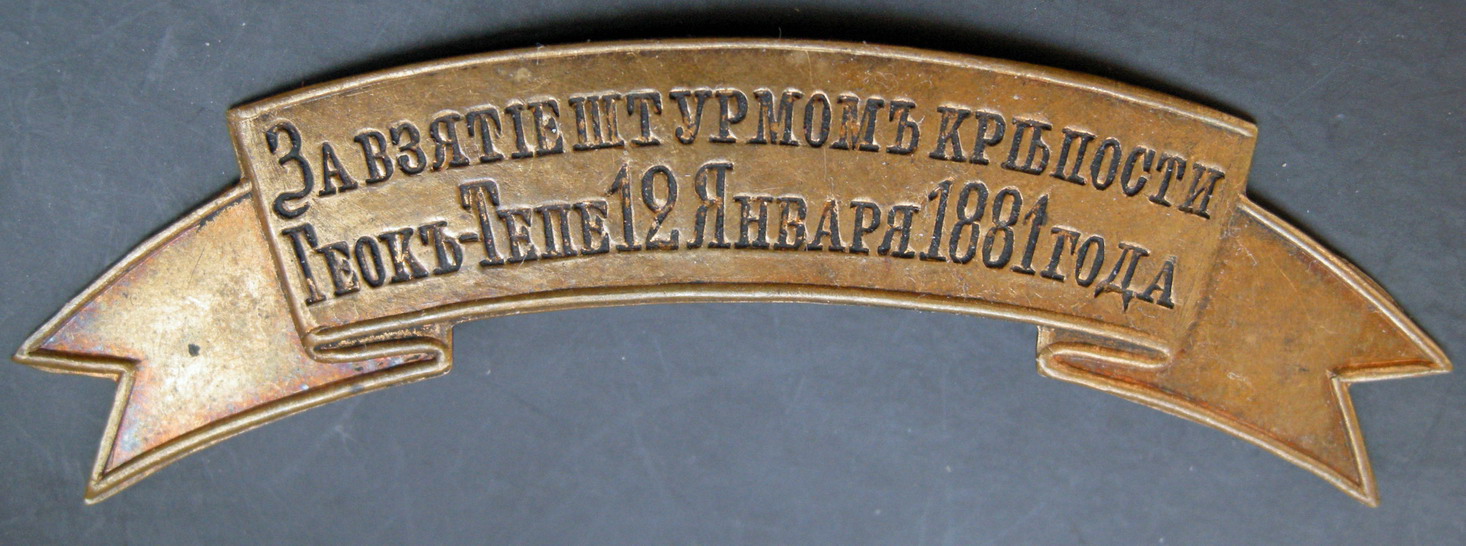 За взятіе штурмомъ крѣпости
Геокъ-Тепе 12 Января 1881 года